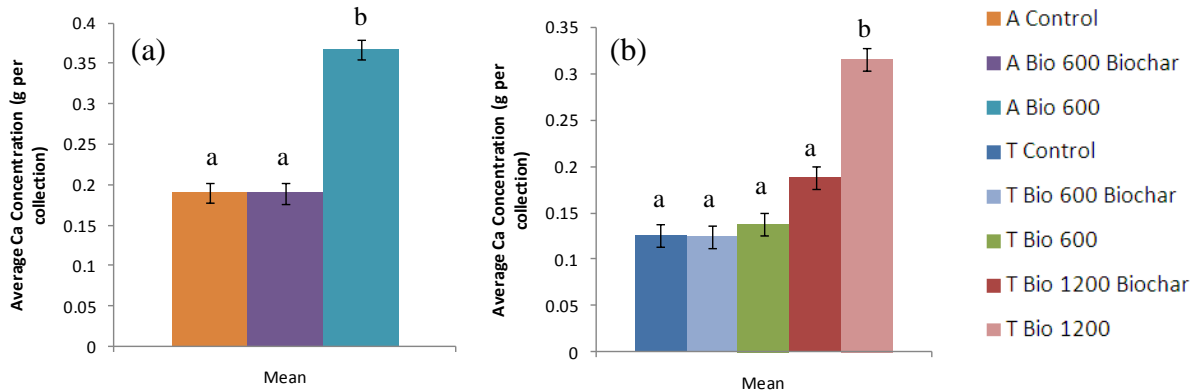 (a)
Average Ca Concentration (g per
collection)
0.4
0.35
0.3
0.25
0.2
0.15
0.1
0.05
0
a
a
b
Mean
(b)
Average Ca Concentration (g per
collection)
0.35
0.3
0.25
0.2
0.15
0.1
0.05
0
a
a
a
a
b
Mean
A Control
A Bio 600 Biochar
A Bio 600
T Control
T Bio 600 Biochar
T Bio 600
T Bio 1200 Biochar
T Bio 1200